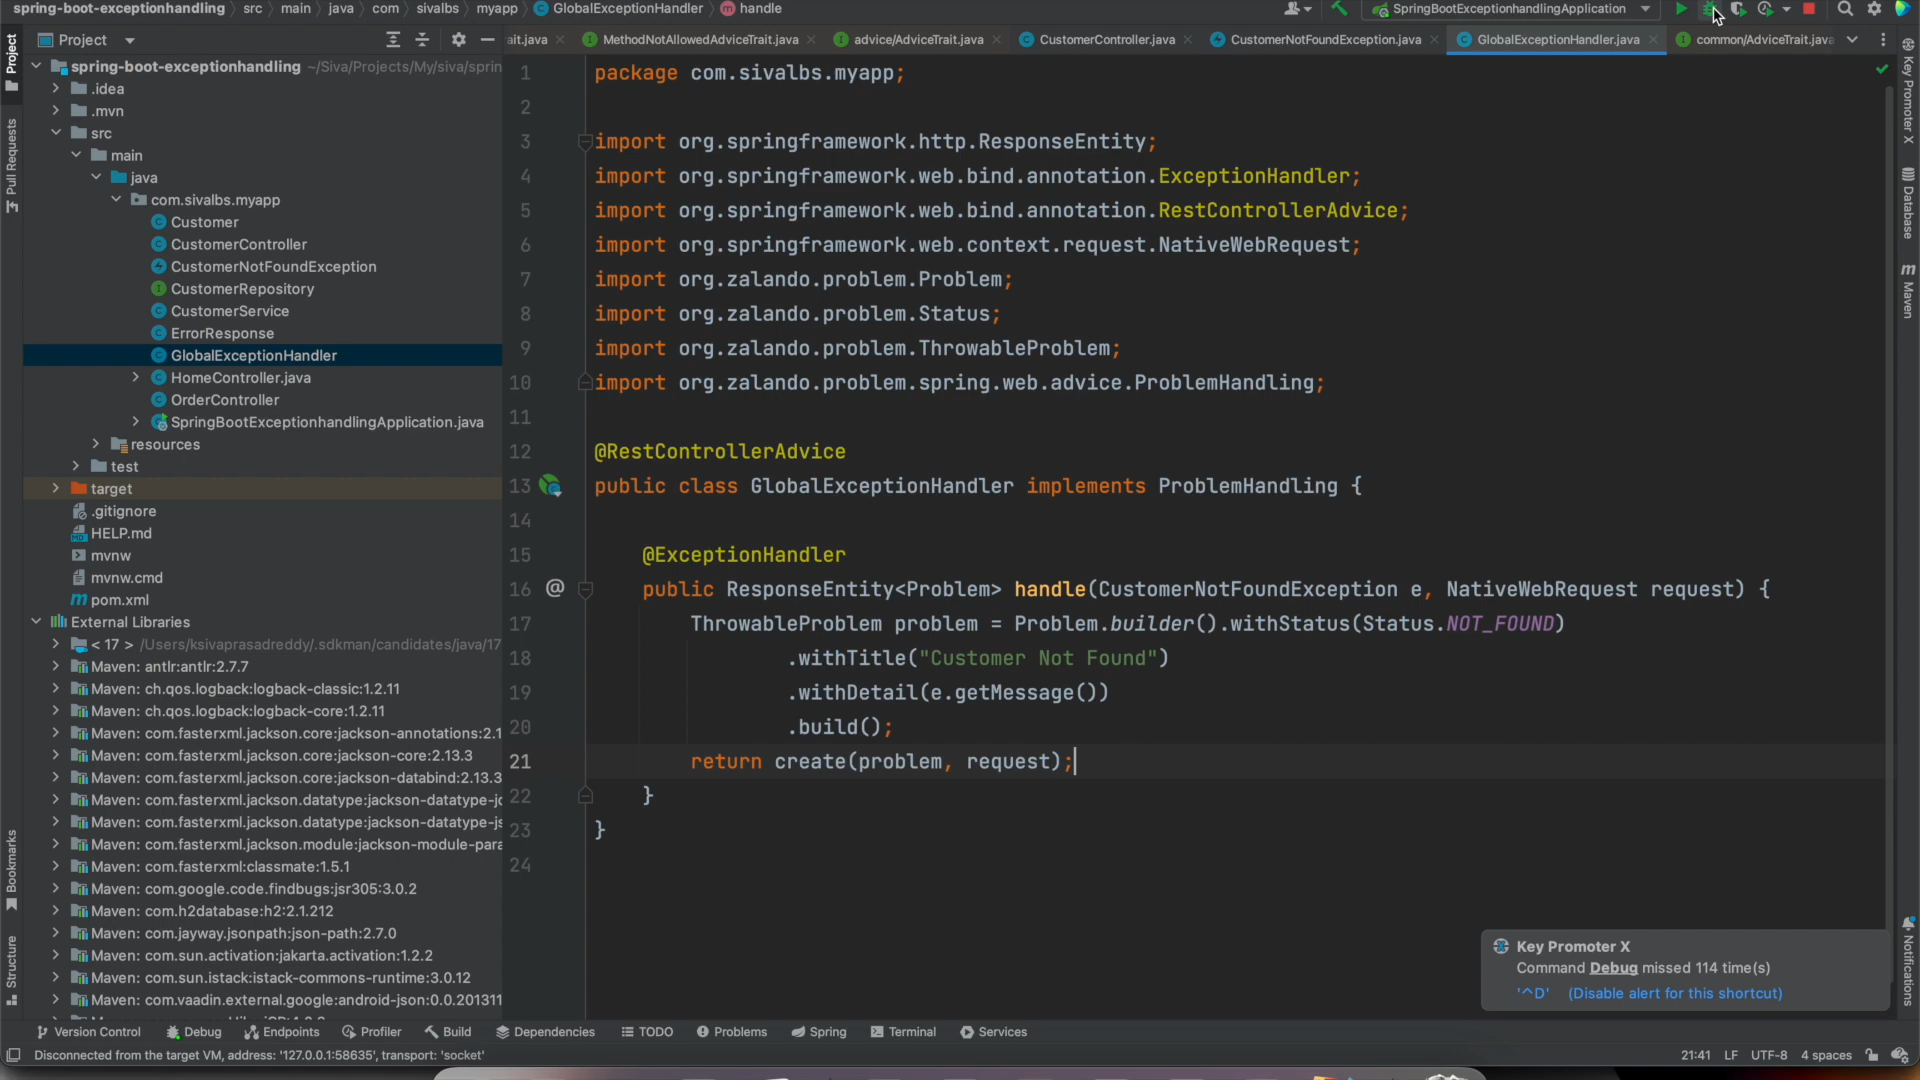 spring-boot-exceptionhandling › src › main › java › com › sivalbs › myapp › GlobalExceptionHandler › handle
SpringBootExceptionhandlingApplication
Project
ait.java
MethodNotAllowedAdviceTrait.java
advice/AdviceTrait.java
CustomerController.java
CustomerNotFoundException.java
GlobalExceptionHandler.java
common/AdviceTrait.java
Project
Pull Requests
Bookmarks
Structure
spring-boot-exceptionhandling ~/Siva/Projects/My/siva/sprin
.idea
.mvn
src
main
java
com.sivalbs.myapp
Customer
CustomerController
CustomerNotFoundException
CustomerRepository
CustomerService
ErrorResponse
GlobalExceptionHandler
HomeController.java
OrderController
SpringBootExceptionhandlingApplication.java
resources
test
target
.gitignore
HELP.md
mvnw
mvnw.cmd
pom.xml
External Libraries
< 17 > /Users/ksivaprasadreddy/.sdkman/candidates/java/17
Maven: antlr:antlr:2.7.7
Maven: ch.qos.logback:logback-classic:1.2.11
Maven: ch.qos.logback:logback-core:1.2.11
Maven: com.fasterxml.jackson.core:jackson-annotations:2.1
Maven: com.fasterxml.jackson.core:jackson-core:2.13.3
Maven: com.fasterxml.jackson.core:jackson-databind:2.13.3
Maven: com.fasterxml.jackson.datatype:jackson-datatype-jd
Maven: com.fasterxml.jackson.datatype:jackson-datatype-js
Maven: com.fasterxml.jackson.module:jackson-module-para
Maven: com.fasterxml:classmate:1.5.1
Maven: com.google.code.findbugs:jsr305:3.0.2
Maven: com.h2database:h2:2.1.212
Maven: com.jayway.jsonpath:json-path:2.7.0
Maven: com.sun.activation:jakarta.activation:1.2.2
Maven: com.sun.istack:istack-commons-runtime:3.0.12
Maven: com.vaadin.external.google:android-json:0.0.201311
1 package com.sivalbs.myapp;
2
3 import org.springframework.http.ResponseEntity;
4 import org.springframework.web.bind.annotation.ExceptionHandler;
5 import org.springframework.web.bind.annotation.RestControllerAdvice;
6 import org.springframework.web.context.request.NativeWebRequest;
7 import org.zalando.problem.Problem;
8 import org.zalando.problem.Status;
9 import org.zalando.problem.ThrowableProblem;
10 import org.zalando.problem.spring.web.advice.ProblemHandling;
11
12 @RestControllerAdvice
13 public class GlobalExceptionHandler implements ProblemHandling {
14
15 @ExceptionHandler
16 @ public ResponseEntity<Problem> handle(CustomerNotFoundException e, NativeWebRequest request) {
17 ThrowableProblem problem = Problem.builder().withStatus(Status.NOT_FOUND)
18 .withTitle("Customer Not Found")
19 .withDetail(e.getMessage())
20 .build();
21 return create(problem, request);
22 }
23 }
24
Key Promoter X
Database
Maven
Notifications
Key Promoter X
Command Debug missed 114 time(s)
'^D' (Disable alert for this shortcut)
Version Control
Debug
Endpoints
Profiler
Build
Dependencies
TODO
Problems
Spring
Terminal
Services
Disconnected from the target VM, address: '127.0.0.1:58635', transport: 'socket'
21:41 LF UTF-8 4 spaces